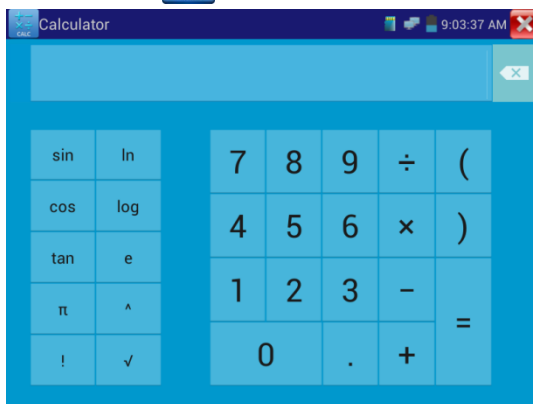 CALC Calculator 9:03:37 AM
sin ln 7 8 9 ÷ (
cos log 4 5 6 × )
tan e 1 2 3 −
π ^ =
! √ 0 . +